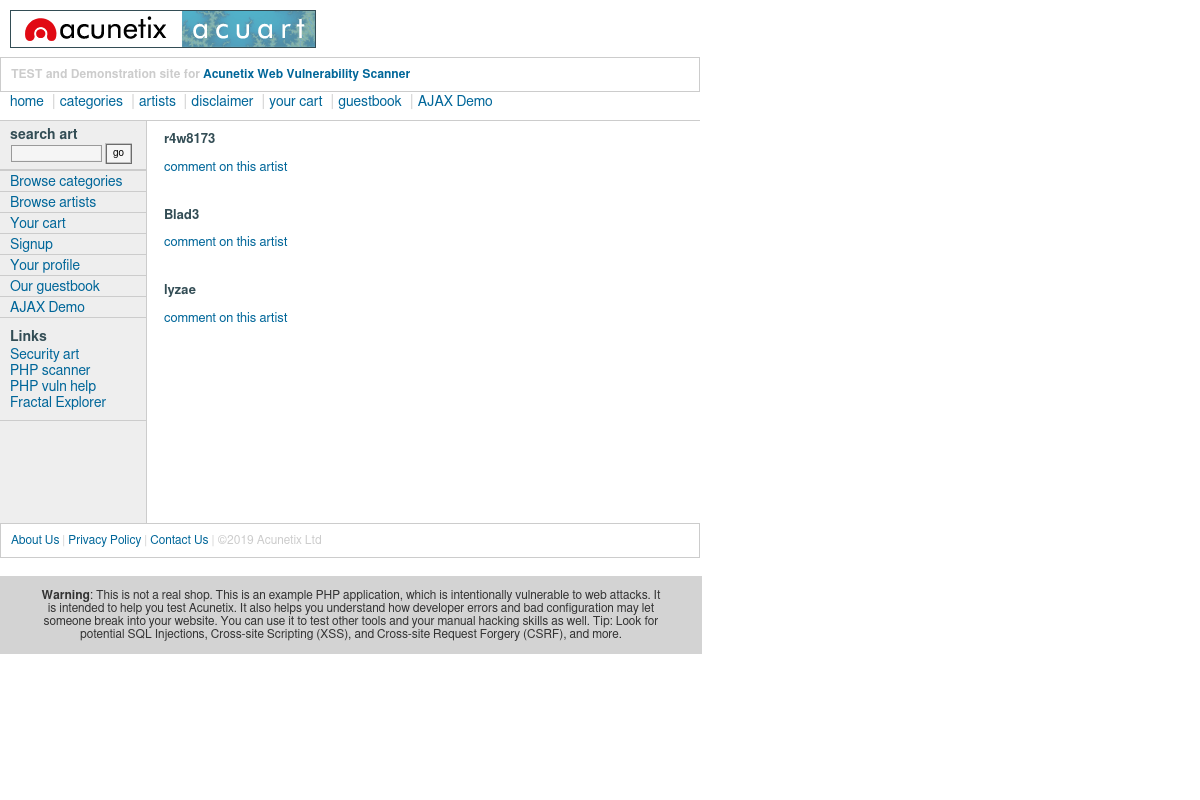 acunetix acuart
TEST and Demonstration site for Acunetix Web Vulnerability Scanner
home | categories | artists | disclaimer | your cart | guestbook | AJAX Demo
search art
go
Browse categories
Browse artists
Your cart
Signup
Your profile
Our guestbook
AJAX Demo
Links
Security art
PHP scanner
PHP vuln help
Fractal Explorer
r4w8173
comment on this artist
Blad3
comment on this artist
lyzae
comment on this artist
About Us | Privacy Policy | Contact Us | ©2019 Acunetix Ltd
Warning: This is not a real shop. This is an example PHP application, which is intentionally vulnerable to web attacks. It
is intended to help you test Acunetix. It also helps you understand how developer errors and bad configuration may let
someone break into your website. You can use it to test other tools and your manual hacking skills as well. Tip: Look for
potential SQL Injections, Cross-site Scripting (XSS), and Cross-site Request Forgery (CSRF), and more.